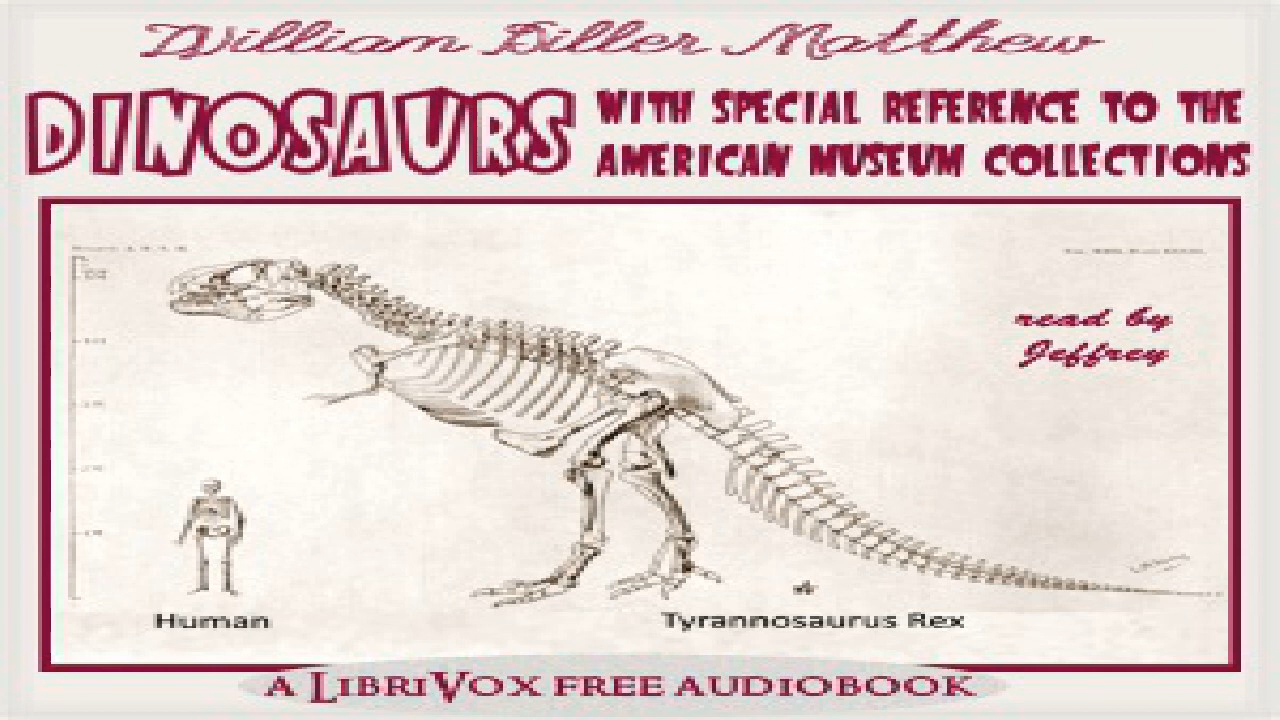 William Diller Matthew
DINOSAURS
WITH SPECIAL REFERENCE TO THE
AMERICAN MUSEUM COLLECTIONS
read by
Jeffrey
Human
Tyrannosaurus Rex
A LIBRIVOX FREE AUDIOBOOK